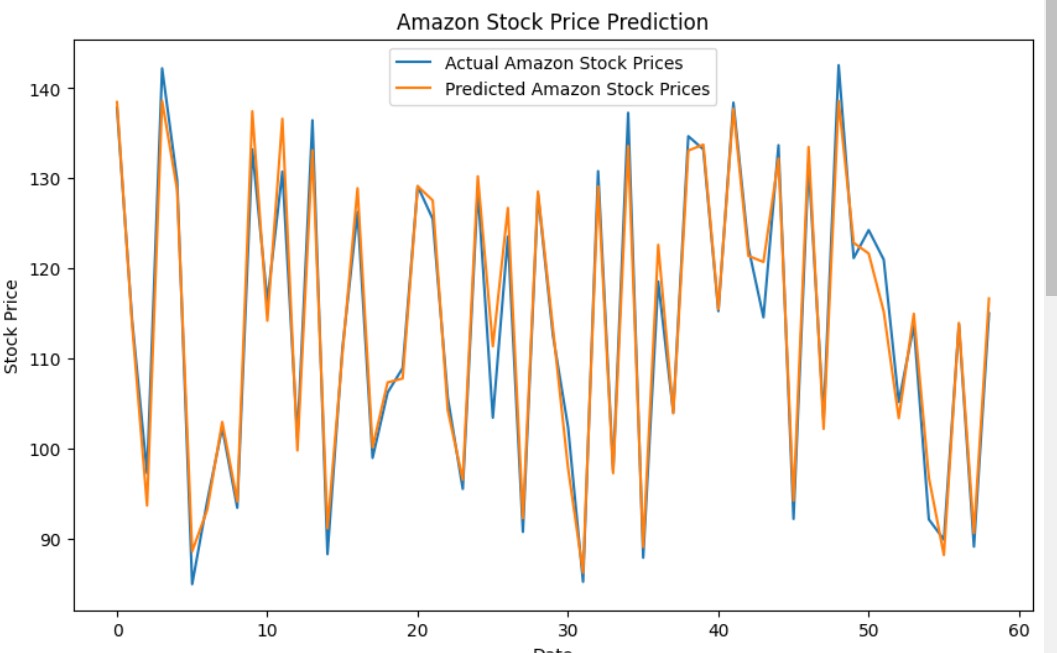 Amazon Stock Price Prediction
Actual Amazon Stock Prices
Predicted Amazon Stock Prices
140
130
120
110
100
90
Stock Price
0 10 20 30 40 50 60
Date